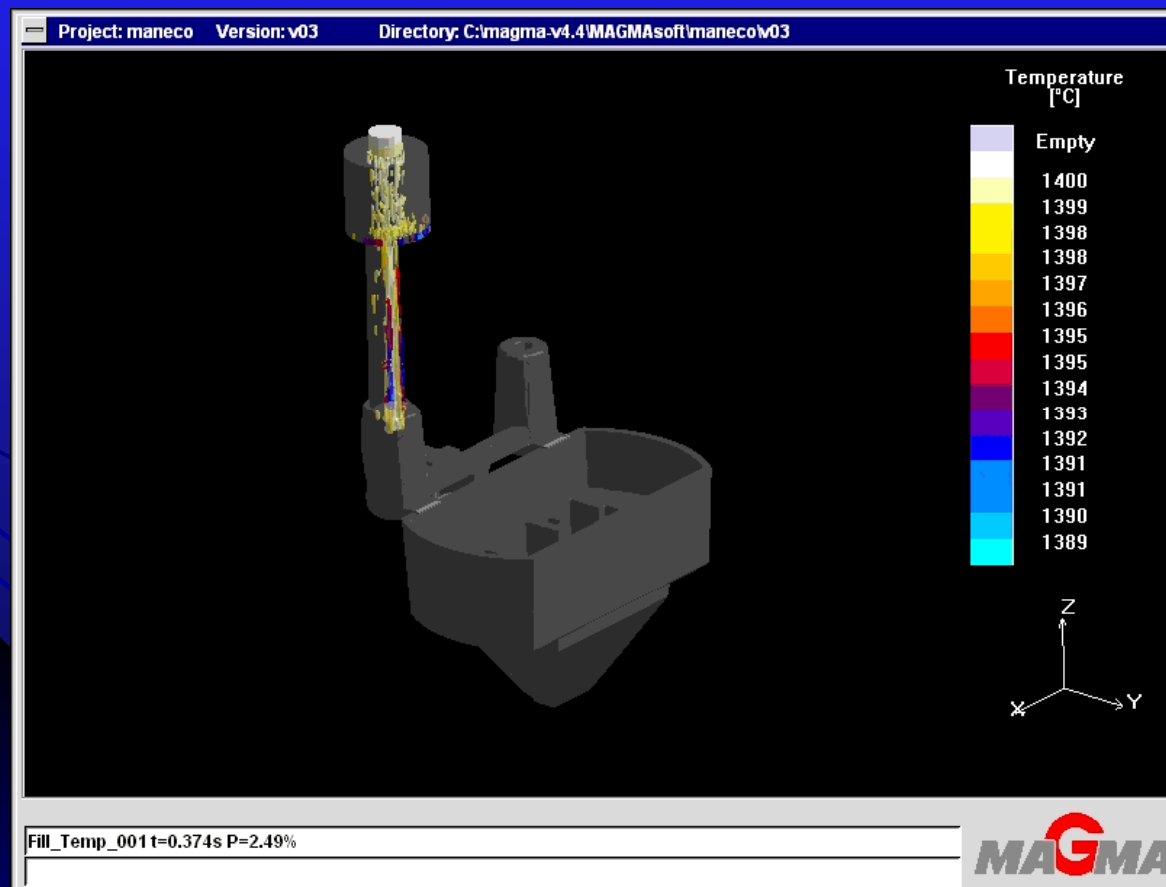 Project: maneco Version: v03 Directory: C:\magma-v4.4\MAGMAsoft\maneco\v03
Temperature
[°C]
Empty
1400
1399
1398
1398
1397
1396
1395
1395
1394
1393
1392
1391
1391
1390
1389
Z
X
Y
Fill_Temp_001 t=0.374s P=2.49%
MAGMA